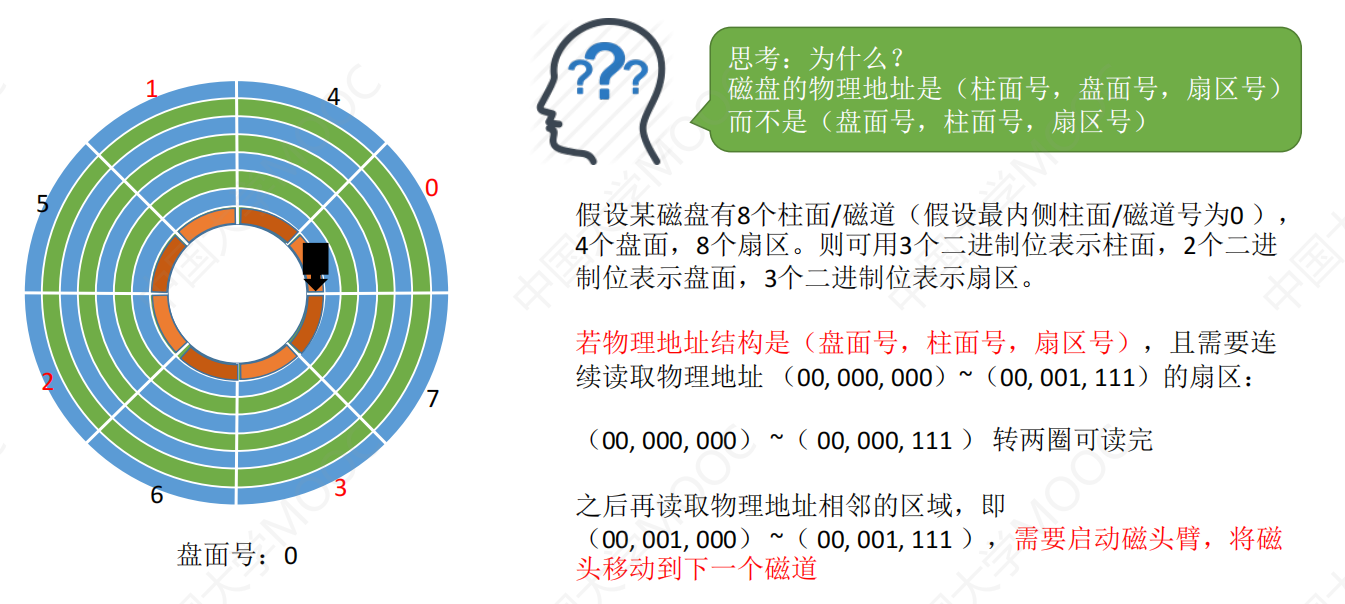 1
4
0
5
2
7
6
3
盘面号：0
思考：为什么？
磁盘的物理地址是（柱面号，盘面号，扇区号）
而不是（盘面号，柱面号，扇区号）
假设某磁盘有8个柱面/磁道（假设最内侧柱面/磁道号为0 ），
4个盘面，8个扇区。则可用3个二进制位表示柱面，2个二进
制位表示盘面，3个二进制位表示扇区。
若物理地址结构是（盘面号，柱面号，扇区号），且需要连
续读取物理地址 （00, 000, 000）~（00, 001, 111）的扇区：
（00, 000, 000） ~（ 00, 000, 111 ） 转两圈可读完
之后再读取物理地址相邻的区域，即
（00, 001, 000） ~（ 00, 001, 111 ），需要启动磁头臂，将磁
头移动到下一个磁道
中国大学MOOC